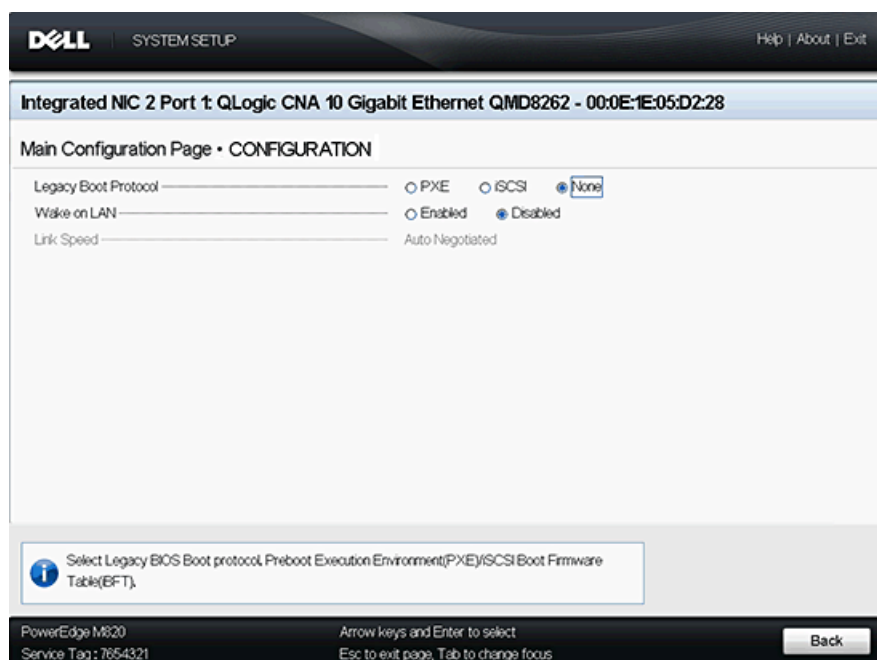 DELL SYSTEM SETUP Help | About | Exit
Integrated NIC 2 Port 1: QLogic CNA 10 Gigabit Ethernet QMD8262 - 00:0E:1E:05:D2:28
Main Configuration Page • CONFIGURATION
Legacy Boot Protocol PXE iSCSI None
Wake on LAN Enabled Disabled
Link Speed Auto Negotiated
Select Legacy BIOS Boot protocol. Preboot Execution Environment(PXE)/iSCSI Boot Firmware
Table(iBFT).
PowerEdge M820 Arrow keys and Enter to select
Service Tag : 7654321 Esc to exit page, Tab to change focus
Back